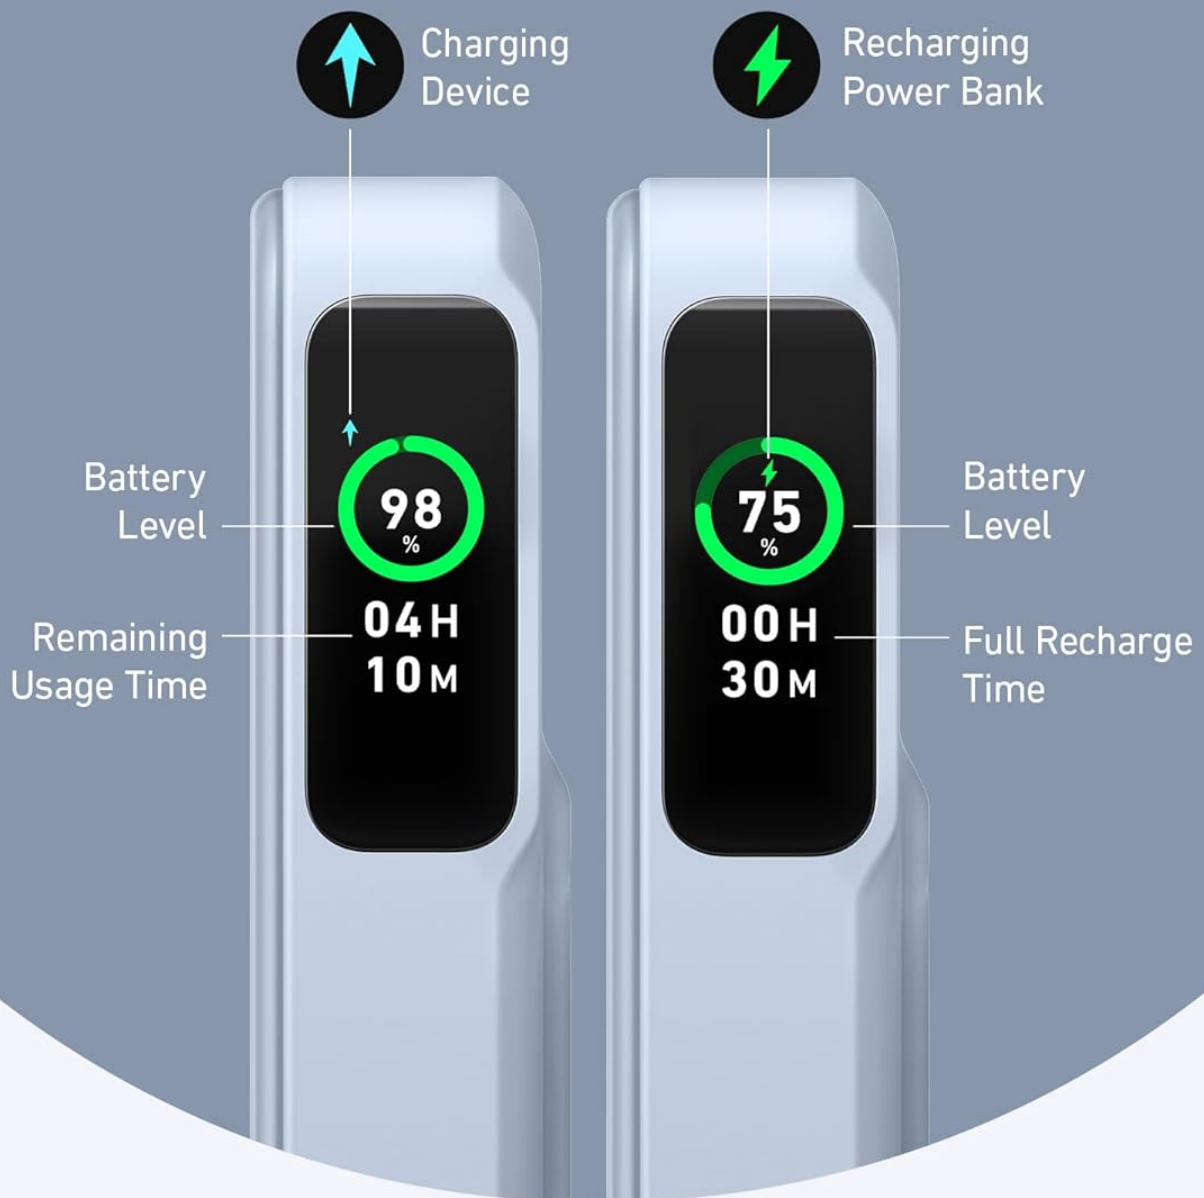 Charging
Device
Recharging
Power Bank
Battery
Level
98
%
Remaining
Usage Time
04H
10M
75
%
00H
30M
Battery
Level
Full Recharge
Time